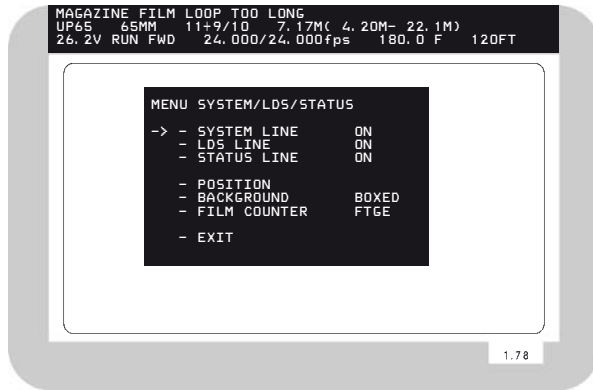 MAGAZINE FILM LOOP TOO LONG
UP65 65MM 11+9/10 7.17M( 4.20M- 22.1M)
26.2V RUN FWD 24.000/24.000fps 180.0 F 120FT
MENU SYSTEM/LDS/STATUS
-> - SYSTEM LINE ON
- LDS LINE ON
- STATUS LINE ON
- POSITION
- BACKGROUND BOXED
- FILM COUNTER FTGE
- EXIT
1.78